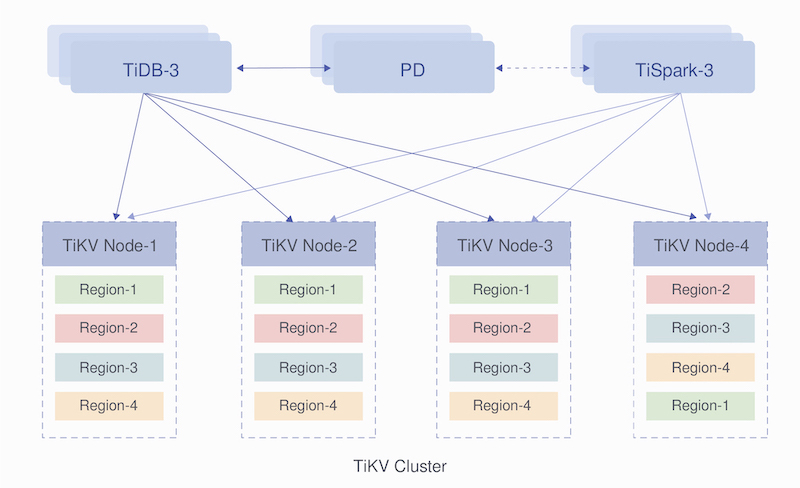 TiDB-3
PD
TiSpark-3
TiKV Node-1
TiKV Node-2
TiKV Node-3
TiKV Node-4
Region-1
Region-1
Region-1
Region-2
Region-2
Region-2
Region-2
Region-3
Region-3
Region-3
Region-3
Region-4
Region-4
Region-4
Region-4
Region-1
TiKV Cluster